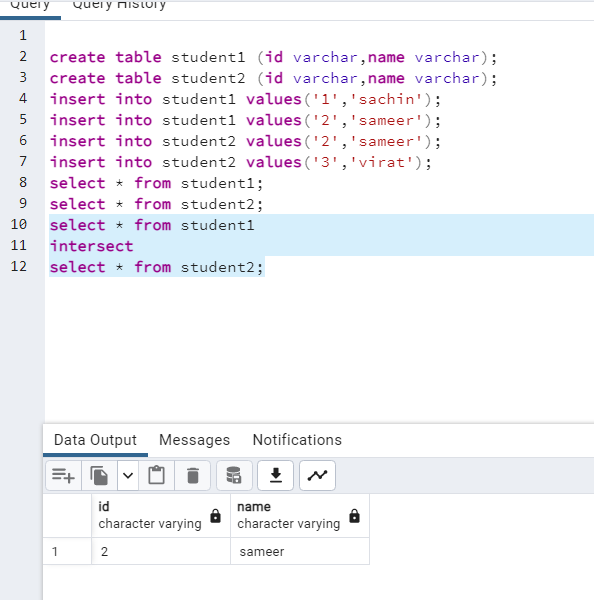 Query Query History
1
2 create table student1 (id varchar,name varchar);
3 create table student2 (id varchar,name varchar);
4 insert into student1 values('1','sachin');
5 insert into student1 values('2','sameer');
6 insert into student2 values('2','sameer');
7 insert into student2 values('3','virat');
8 select * from student1;
9 select * from student2;
10 select * from student1
11 intersect
12 select * from student2;
Data Output Messages Notifications
id name
character varying character varying
1 2 sameer